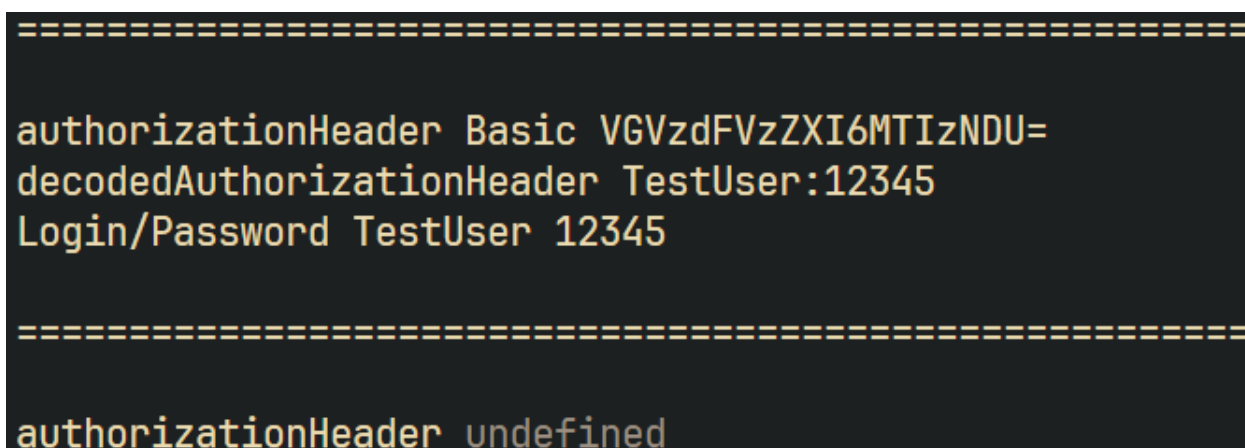 =======================================================
authorizationHeader Basic VGVzdFVzZXI6MTIzNDU=
decodedAuthorizationHeader TestUser:12345
Login/Password TestUser 12345
=======================================================
authorizationHeader undefined